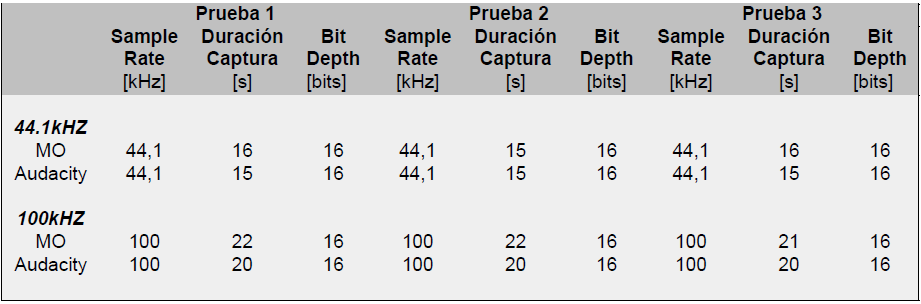 Prueba 1 Prueba 2 Prueba 3
Sample Duración Bit Sample Duración Bit Sample Duración Bit
Rate Captura Depth Rate Captura Depth Rate Captura Depth
[kHz] [s] [bits] [kHz] [s] [bits] [kHz] [s] [bits]
44.1kHZ
MO 44,1 16 16 44,1 15 16 44,1 16 16
Audacity 44,1 15 16 44,1 15 16 44,1 15 16
100kHZ
MO 100 22 16 100 22 16 100 21 16
Audacity 100 20 16 100 20 16 100 20 16